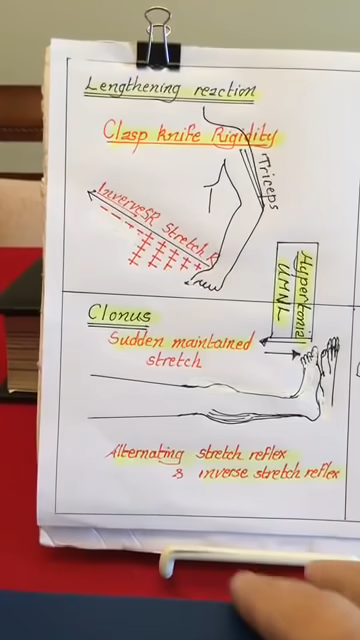 Lengthening reaction
Clasp knife Rigidity
Triceps
Inverse
Stretch R
Hypertonia
UMNL
Clonus
Sudden maintained
stretch
Alternating stretch reflex
& inverse stretch reflex